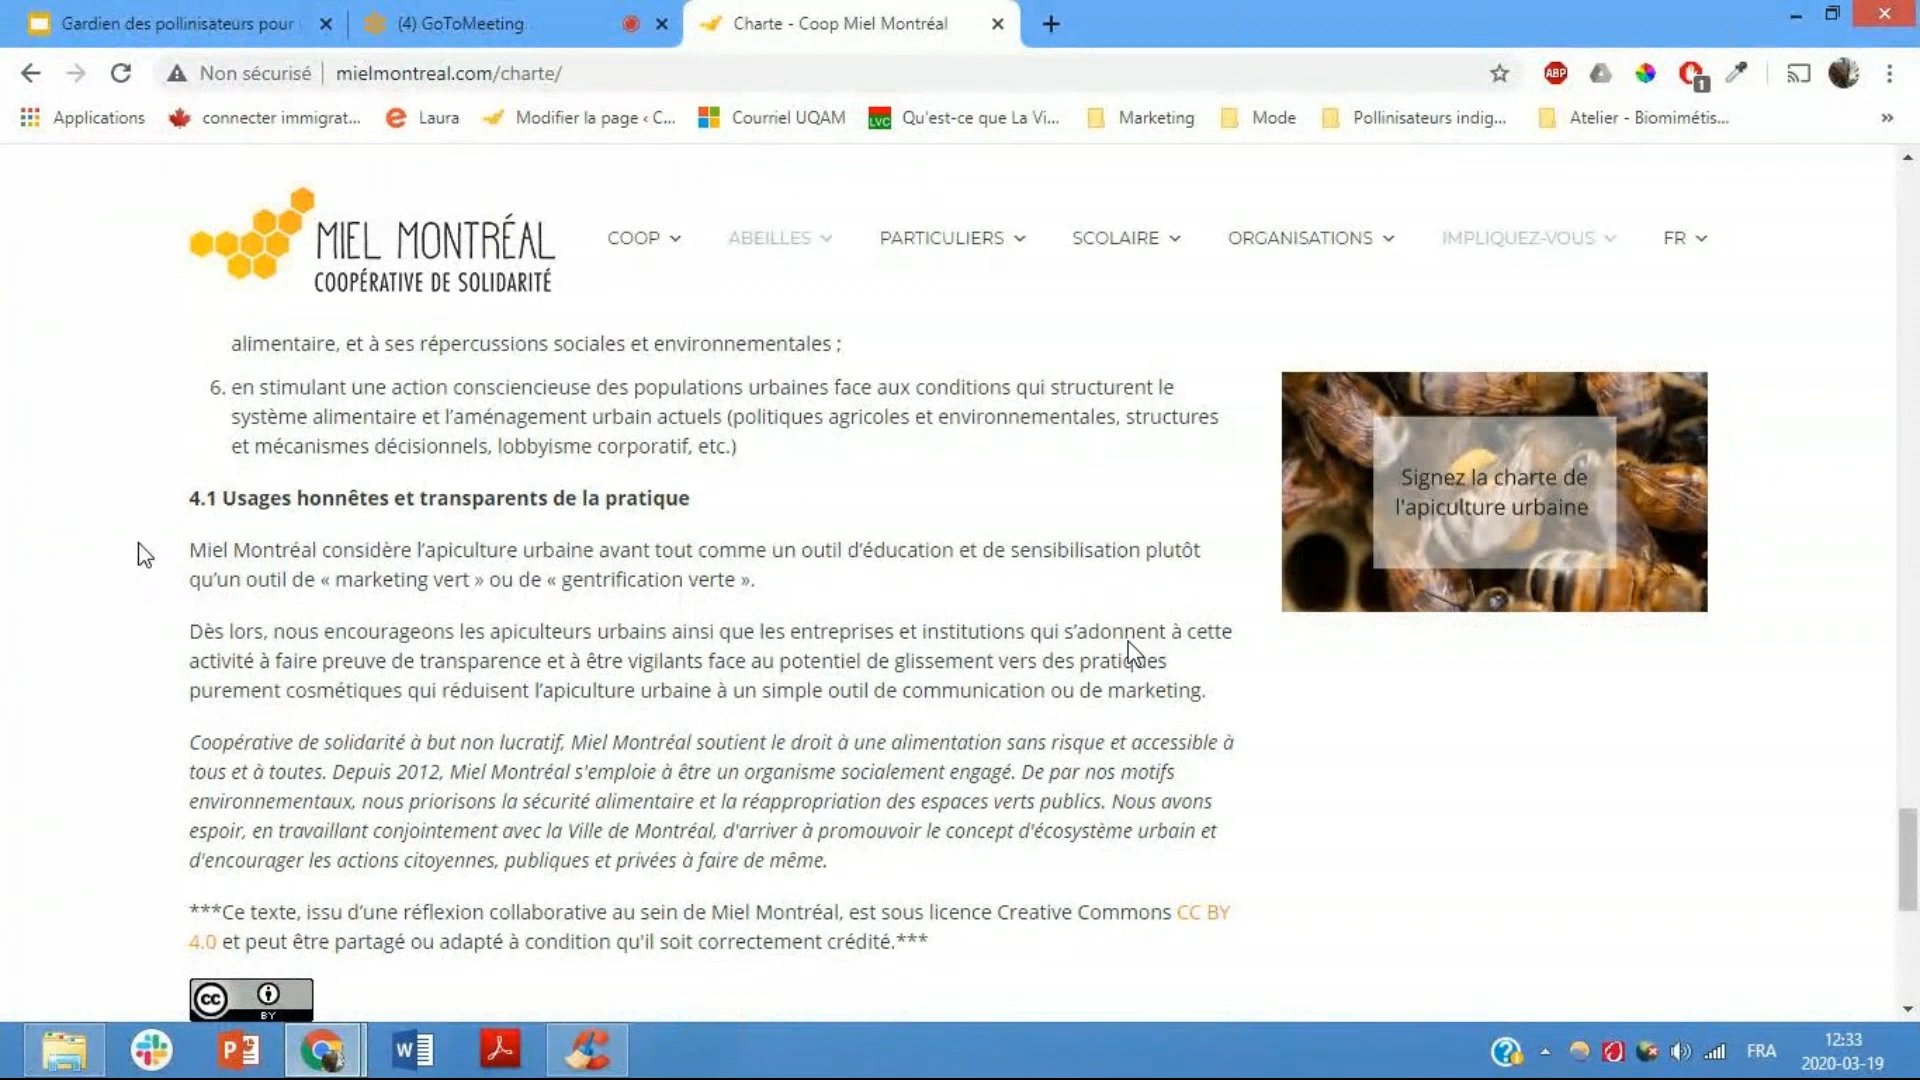 Gardien des pollinisateurs pour
(4) GoToMeeting
Charte - Coop Miel Montréal
Non sécurisé
mielmontreal.com/charte/
ABP
1
Applications
connecter immigrat...
Laura
Modifier la page ‹ C...
Courriel UQAM
LVC
Qu'est-ce que La Vi...
Marketing
Mode
Pollinisateurs indig...
Atelier - Biomimétis...
MIEL MONTRÉAL
COOPÉRATIVE DE SOLIDARITÉ
COOP
ABEILLES
PARTICULIERS
SCOLAIRE
ORGANISATIONS
IMPLIQUEZ-VOUS
FR
alimentaire, et à ses répercussions sociales et environnementales ;
6. en stimulant une action consciencieuse des populations urbaines face aux conditions qui structurent le
système alimentaire et l’aménagement urbain actuels (politiques agricoles et environnementales, structures
et mécanismes décisionnels, lobbyisme corporatif, etc.)
Signez la charte de
l'apiculture urbaine
4.1 Usages honnêtes et transparents de la pratique
Miel Montréal considère l’apiculture urbaine avant tout comme un outil d’éducation et de sensibilisation plutôt
qu’un outil de « marketing vert » ou de « gentrification verte ».
Dès lors, nous encourageons les apiculteurs urbains ainsi que les entreprises et institutions qui s’adonnent à cette
activité à faire preuve de transparence et à être vigilants face au potentiel de glissement vers des pratiques
purement cosmétiques qui réduisent l’apiculture urbaine à un simple outil de communication ou de marketing.
Coopérative de solidarité à but non lucratif, Miel Montréal soutient le droit à une alimentation sans risque et accessible à
tous et à toutes. Depuis 2012, Miel Montréal s'emploie à être un organisme socialement engagé. De par nos motifs
environnementaux, nous priorisons la sécurité alimentaire et la réappropriation des espaces verts publics. Nous avons
espoir, en travaillant conjointement avec la Ville de Montréal, d'arriver à promouvoir le concept d'écosystème urbain et
d'encourager les actions citoyennes, publiques et privées à faire de même.
***Ce texte, issu d’une réflexion collaborative au sein de Miel Montréal, est sous licence Creative Commons CC BY
4.0 et peut être partagé ou adapté à condition qu'il soit correctement crédité.***
cc
BY
FRA
12:33
2020-03-19